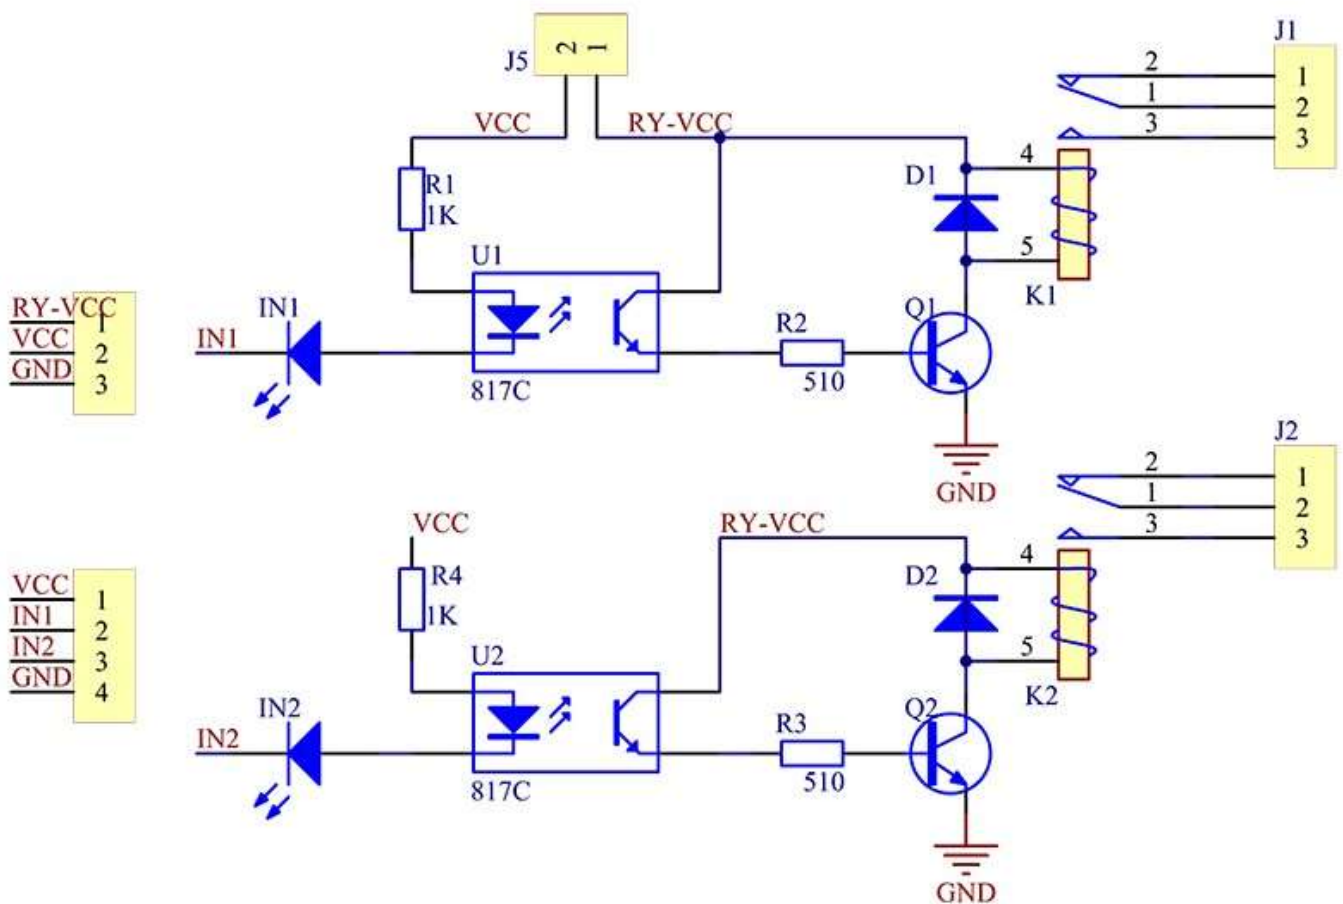 J5 2 1
J1
VCC RY-VCC
2 1
1 2
3 3
R1
1K
D1
4
5
K1
U1
817C
RY-VCC 1
VCC 2
GND 3
IN1
IN1
R2
510
Q1
GND
J2
2 1
1 2
3 3
VCC
R4
1K
RY-VCC
D2
4
5
K2
U2
817C
VCC 1
IN1 2
IN2 3
GND 4
IN2
IN2
R3
510
Q2
GND